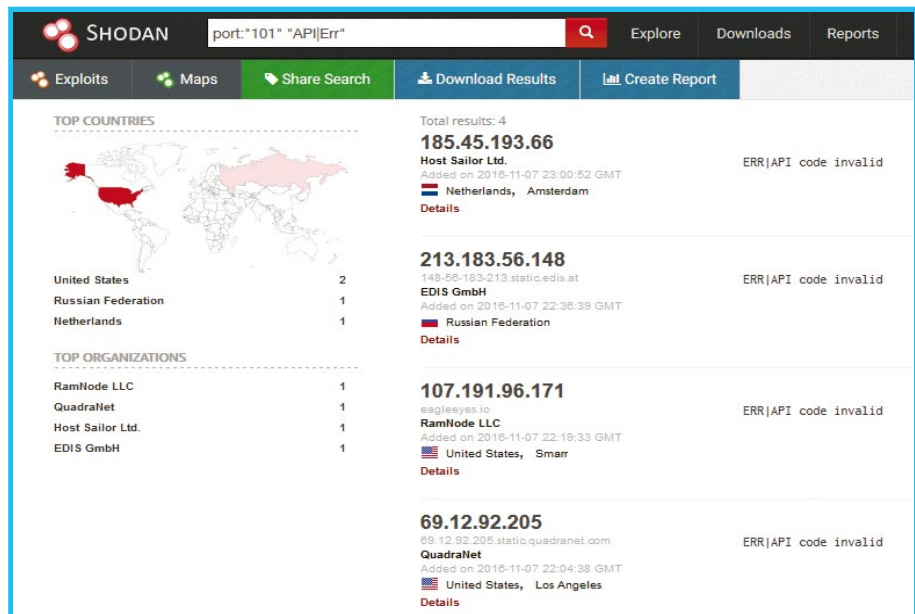 SHODAN
port:"101" "API|Err"
Explore
Downloads
Reports
Exploits
Maps
Share Search
Download Results
Create Report
TOP COUNTRIES
United States 2
Russian Federation 1
Netherlands 1
TOP ORGANIZATIONS
RamNode LLC 1
QuadraNet 1
Host Sailor Ltd. 1
EDIS GmbH 1
Total results: 4
185.45.193.66
Host Sailor Ltd.
Added on 2016-11-07 23:00:52 GMT
Netherlands, Amsterdam
Details
ERR|API code invalid
213.183.56.148
148-56-183-213.static.edis.at
EDIS GmbH
Added on 2016-11-07 22:36:39 GMT
Russian Federation
Details
ERR|API code invalid
107.191.96.171
eagleeyes.io
RamNode LLC
Added on 2016-11-07 22:19:33 GMT
United States, Smarr
Details
ERR|API code invalid
69.12.92.205
69.12.92.205.static.quadranet.com
QuadraNet
Added on 2016-11-07 22:04:38 GMT
United States, Los Angeles
Details
ERR|API code invalid